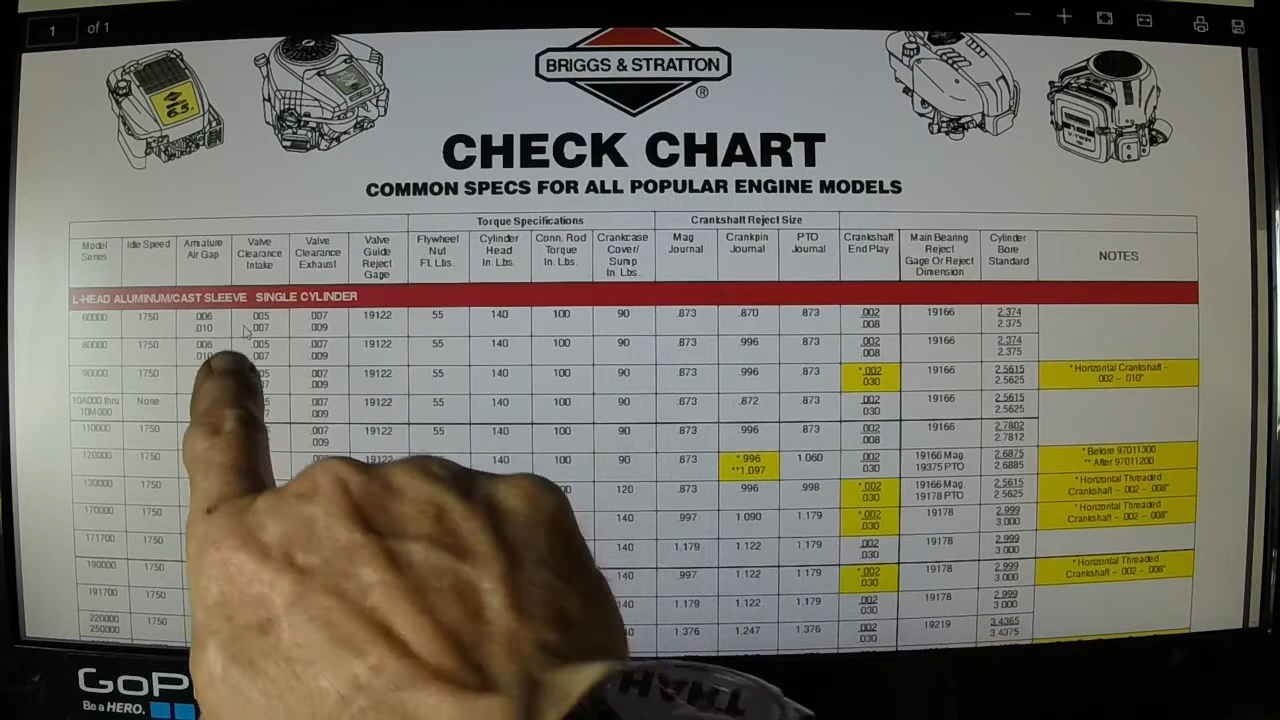 1 of 1
BRIGGS & STRATTON
®
6.5
CHECK CHART
COMMON SPECS FOR ALL POPULAR ENGINE MODELS
Torque Specifications Crankshaft Reject Size
Model Series Idle Speed Armature Air Gap Valve Clearance Intake Valve Clearance Exhaust Valve Guide Reject Gage Flywheel Nut Ft. Lbs. Cylinder Head In. Lbs. Conn. Rod Torque In. Lbs. Crankcase Cover/ Sump In. Lbs. Mag Journal Crankpin Journal PTO Journal Crankshaft End Play Main Bearing Reject Gage Or Reject Dimension Cylinder Bore Standard NOTES
L-HEAD ALUMINUM/CAST SLEEVE SINGLE CYLINDER
60000 1750 .006 .010 .005 .007 .007 .009 19122 55 140 100 90 .873 .870 .873 .002 .008 19166 2.374 2.375
80000 1750 .006 .010 .005 .007 .007 .009 19122 55 140 100 90 .873 .996 .873 .002 .008 19166 2.374 2.375
90000 1750 .007 .009 19122 55 140 100 90 .873 .996 .873 *.002 .030 19166 2.5615 2.5625 * Horizontal Crankshaft – .002 – .010"
10A000 thru 10M000 None .007 .009 19122 55 140 100 90 .873 .872 .873 .002 .030 19166 2.5615 2.5625
110000 1750 .007 .009 19122 55 140 100 90 .873 .996 .873 .002 .008 19166 2.7802 2.7812
120000 1750 19122 140 100 90 .873 *.996 **1.097 1.060 .002 .030 19166 Mag. 19375 PTO 2.6875 2.6885 * Before 97011300 ** After 97011200
130000 1750 120 .873 .996 .998 *.002 .030 19166 Mag. 19178 PTO 2.5615 2.5625 * Horizontal Threaded Crankshaft – .002 – .008"
170000 1750 140 .997 1.090 1.179 *.002 .030 19178 2.999 3.000 * Horizontal Threaded Crankshaft – .002 – .008"
171700 1750 140 1.179 1.122 1.179 .002 .030 19178 2.999 3.000
190000 1750 140 .997 1.122 1.179 *.002 .030 19178 2.999 3.000 * Horizontal Threaded Crankshaft – .002 – .008"
191700 1750 140 1.179 1.122 1.179 .002 .030 19178 2.999 3.000
220000 250000 1750 1.376 1.247 1.376 .002 .030 19219 3.4365 3.4375
GoP
Be a HERO.